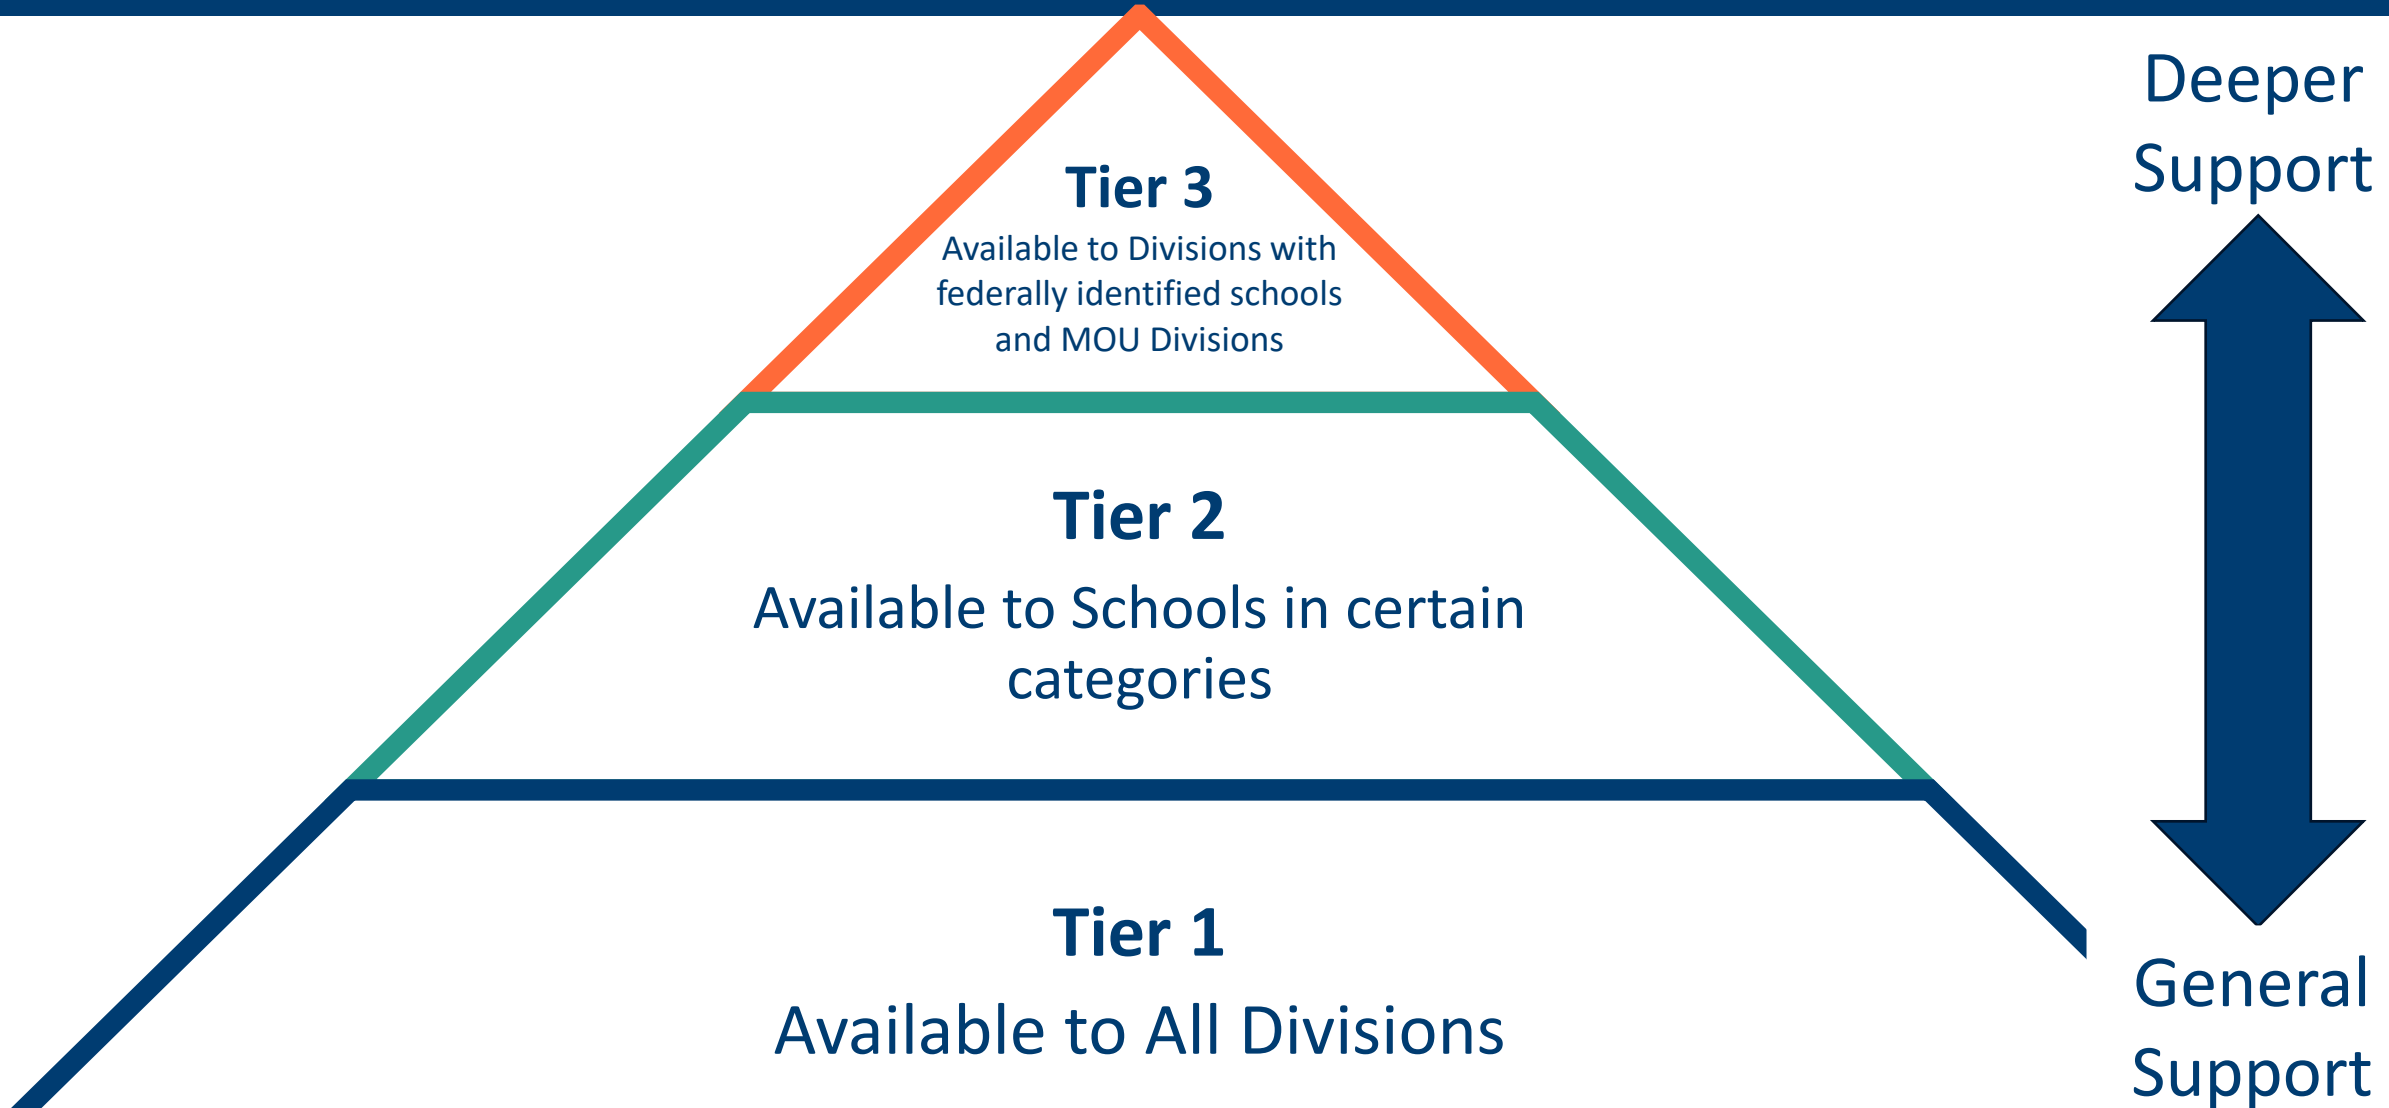 Deeper
Support
Tier 3
Available to Divisions with
federally identified schools
and MOU Divisions
Tier 2
Available to Schools in certain
categories
Tier 1
Available to All Divisions
General
Support